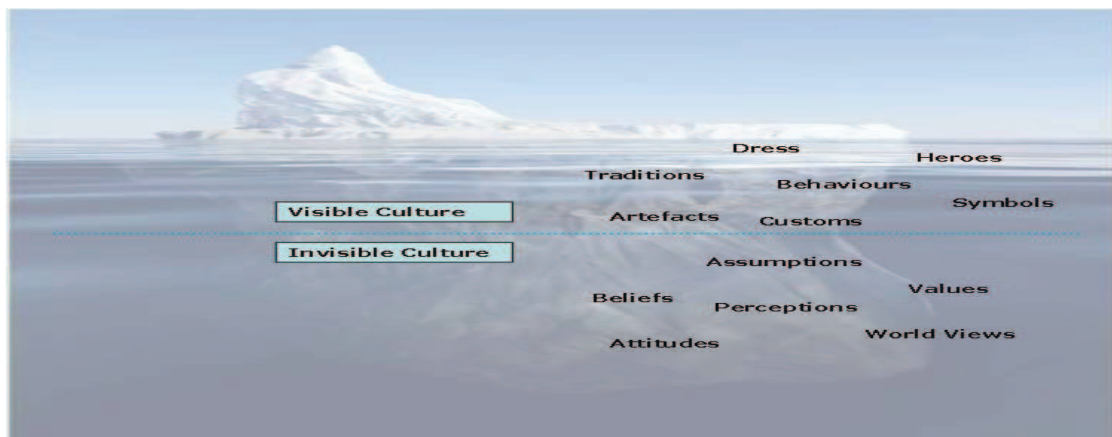 Dress
Heroes
Traditions
Behaviours
Symbols
Visible Culture
Artefacts
Customs
Invisible Culture
Assumptions
Values
Beliefs
Perceptions
World Views
Attitudes